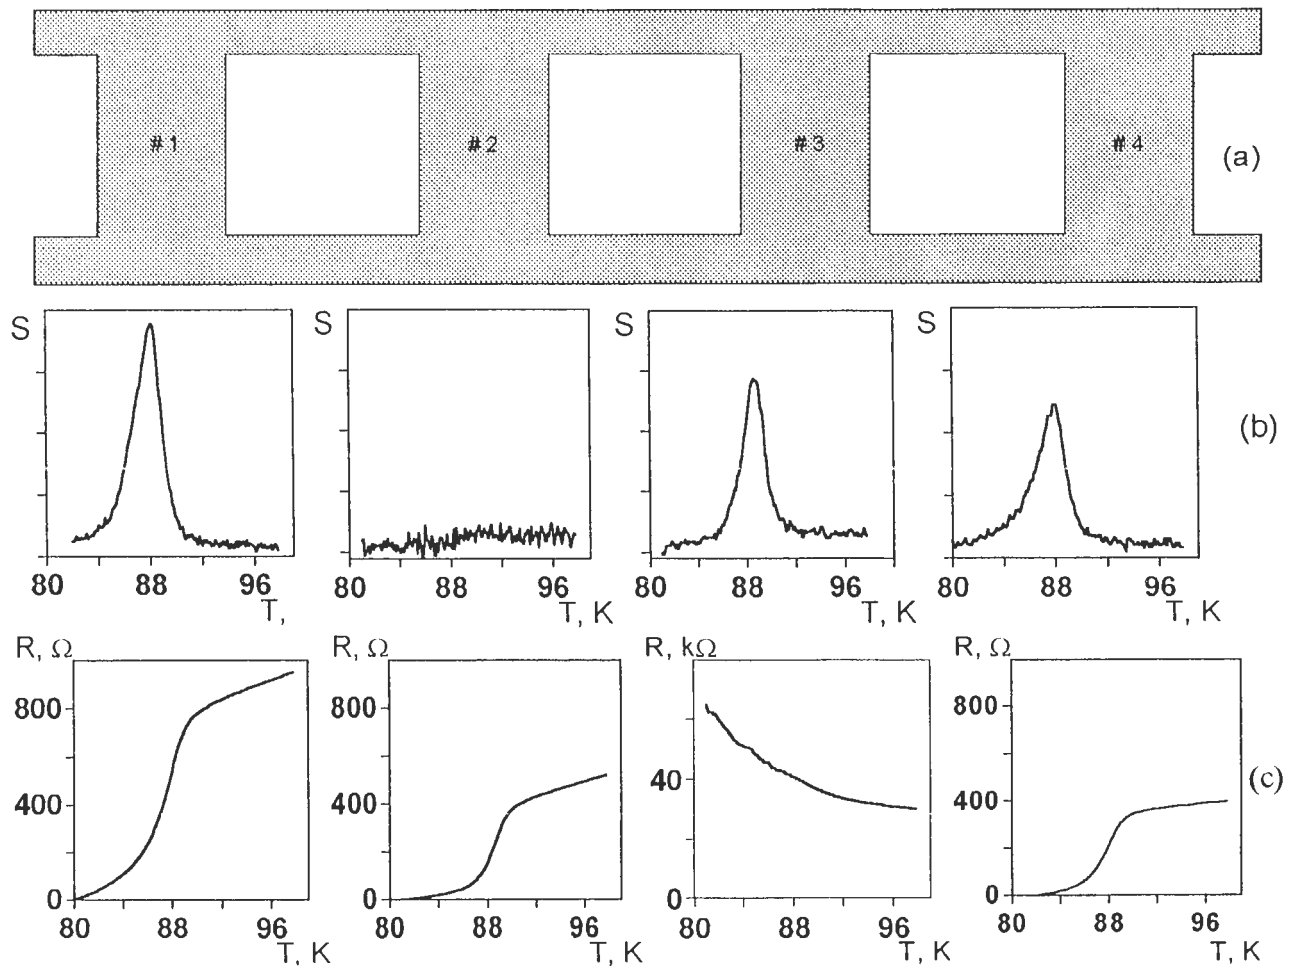 #1 #2 #3 #4
(a)
S S S S
(b)
80 88 96 80 88 96 80 88 96 80 88 96
T, T, K T, K T, K
R, Ω R, Ω R, kΩ R, Ω
800 800 800
400 400 40 400
(c)
0 0 0 0
80 88 96 80 88 96 80 88 96 80 88 96
T, K T, K T, K T, K